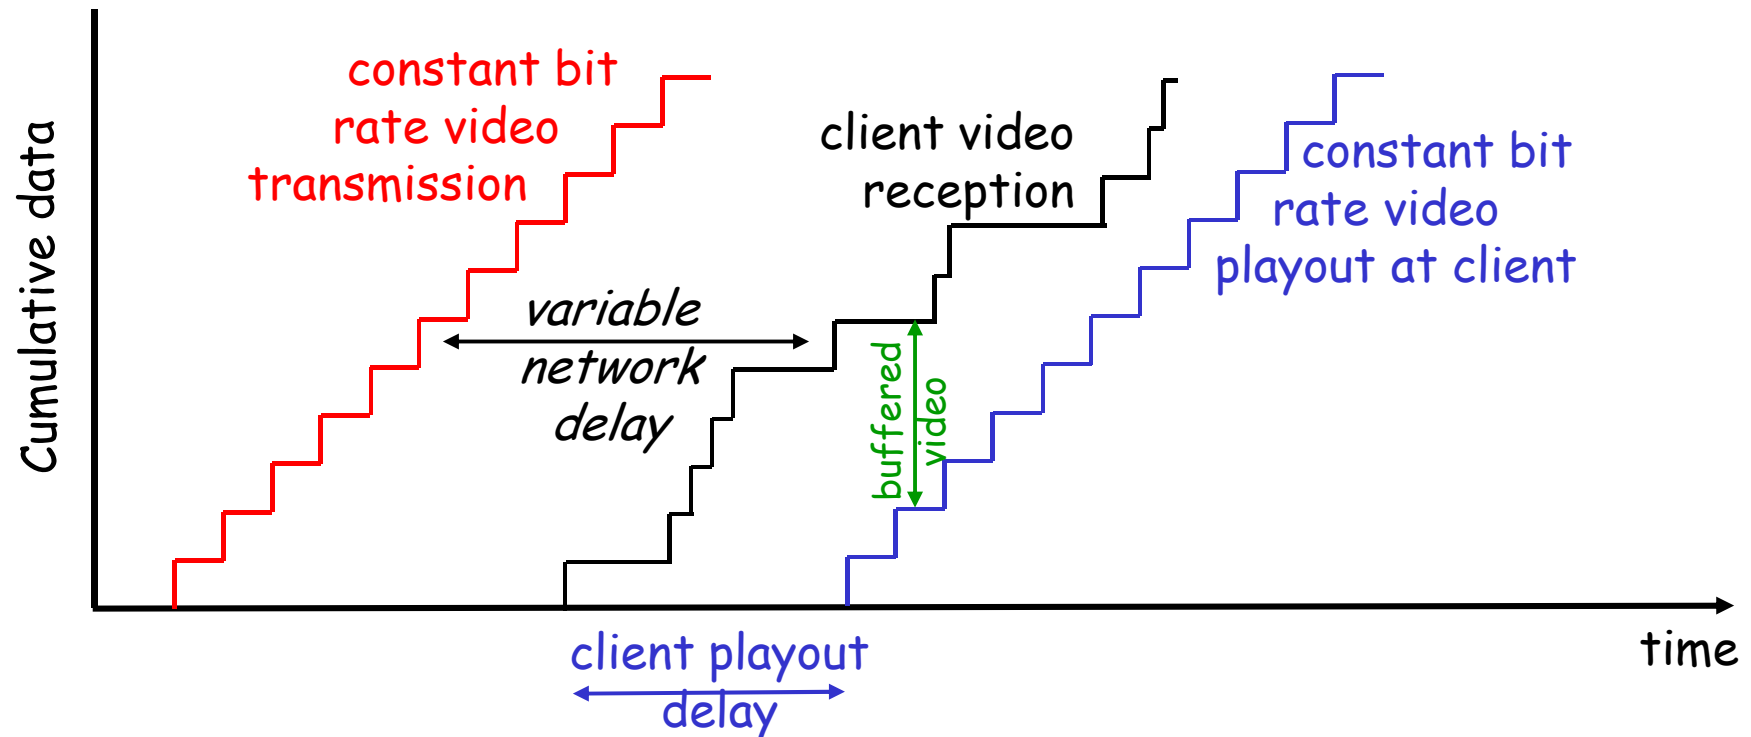 constant bit
rate video
transmission
client video
reception
constant bit
rate video
playout at client
Cumulative data
variable
network
delay
buffered
video
client playout
delay
time